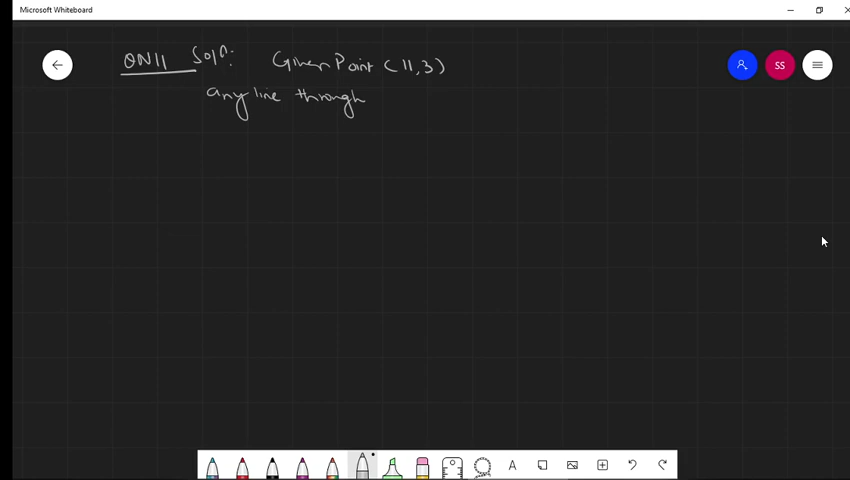 Microsoft Whiteboard
QN11 Solⁿ: Given Point (11,3)
SS
any line through
A